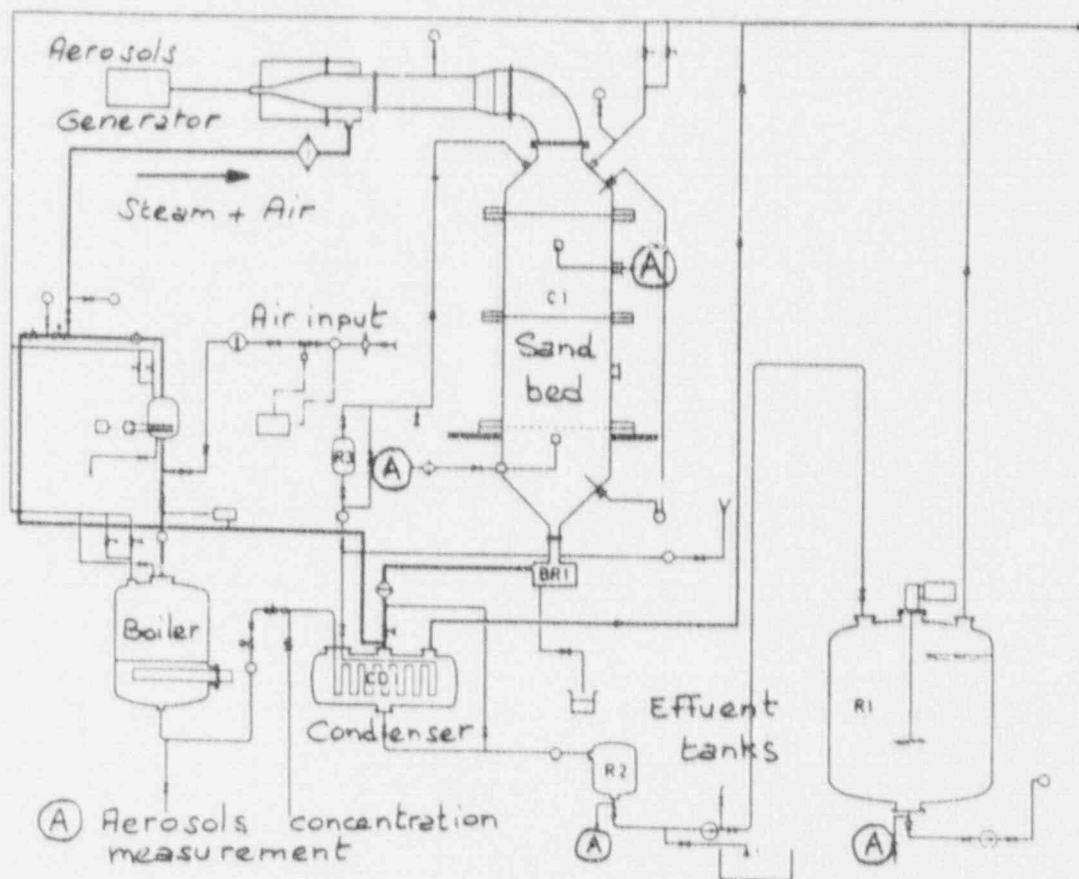 Aerosols
Generator
Steam + Air
Air input
A
C1
Sand
bed
R3
A
BR1
Boiler
CD1
Condenser
Effuent
tanks
R1
R2
A
A
A Aerosols concentration
measurement